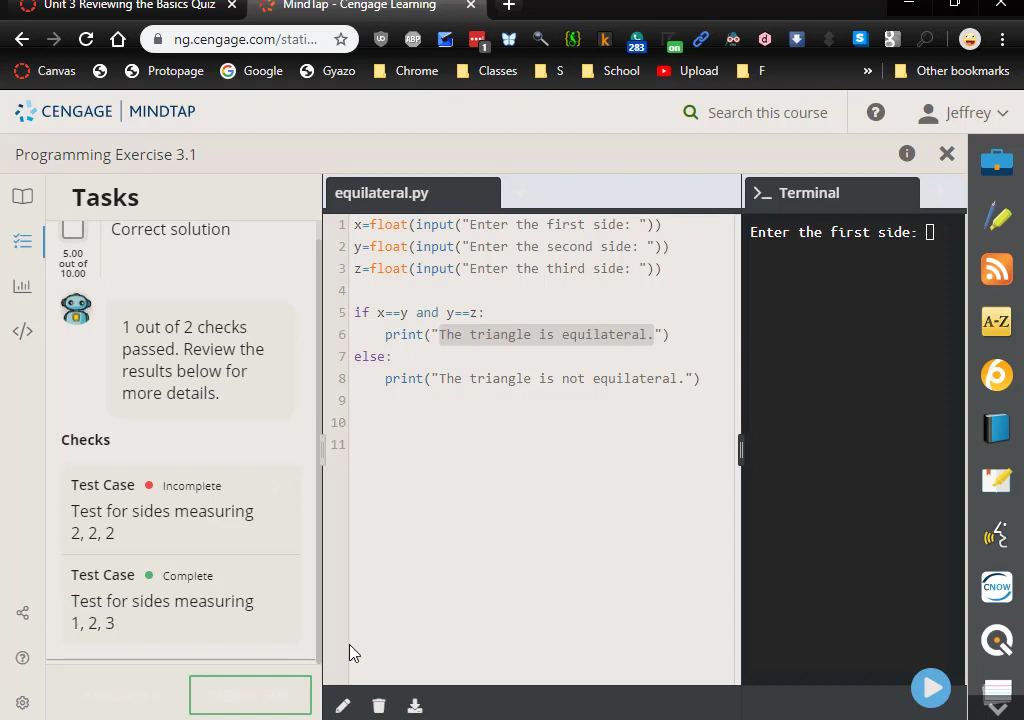 Unit 3 Reviewing the Basics Quiz
MindTap - Cengage Learning
ng.cengage.com/stati...
UD
ABP
1
283
on
k
d
S
Canvas
Protopage
Google
Gyazo
Chrome
Classes
S
School
Upload
F
»
Other bookmarks
CENGAGE | MINDTAP
Search this course
Jeffrey
Programming Exercise 3.1
Tasks
Correct solution
5.00
out of
10.00
1 out of 2 checks
passed. Review the
results below for
more details.
Checks
Test Case
Incomplete
Test for sides measuring
2, 2, 2
Test Case
Complete
Test for sides measuring
1, 2, 3
equilateral.py
1 x=float(input("Enter the first side: "))
2 y=float(input("Enter the second side: "))
3 z=float(input("Enter the third side: "))
4
5 if x==y and y==z:
6 print("The triangle is equilateral.")
7 else:
8 print("The triangle is not equilateral.")
9
10
11
>_ Terminal
Enter the first side:
A-Z
CNOW